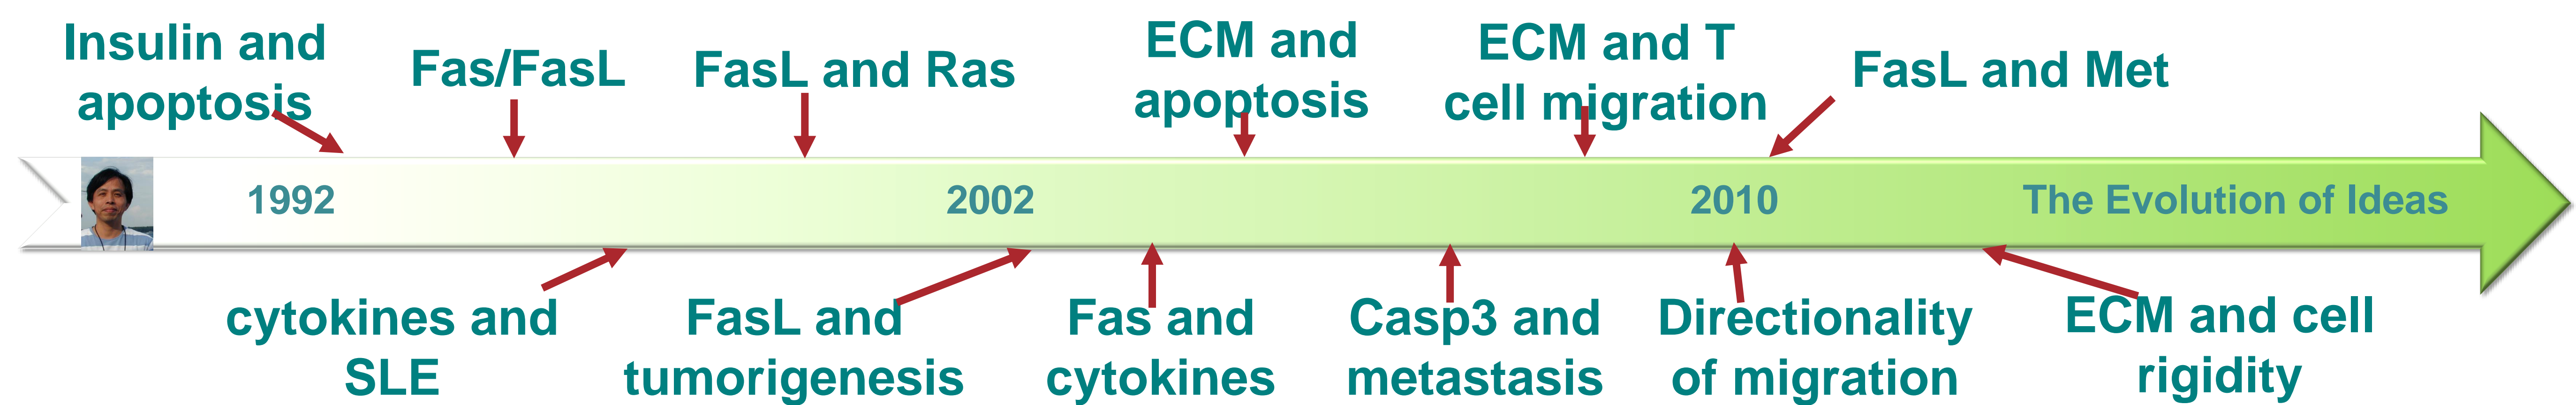 Insulin and
apoptosis
Fas/FasL
FasL and Ras
ECM and
apoptosis
ECM and T
cell migration
FasL and Met
1992
2002
2010
The Evolution of Ideas
cytokines and
SLE
FasL and
tumorigenesis
Fas and
cytokines
Casp3 and
metastasis
Directionality
of migration
ECM and cell
rigidity